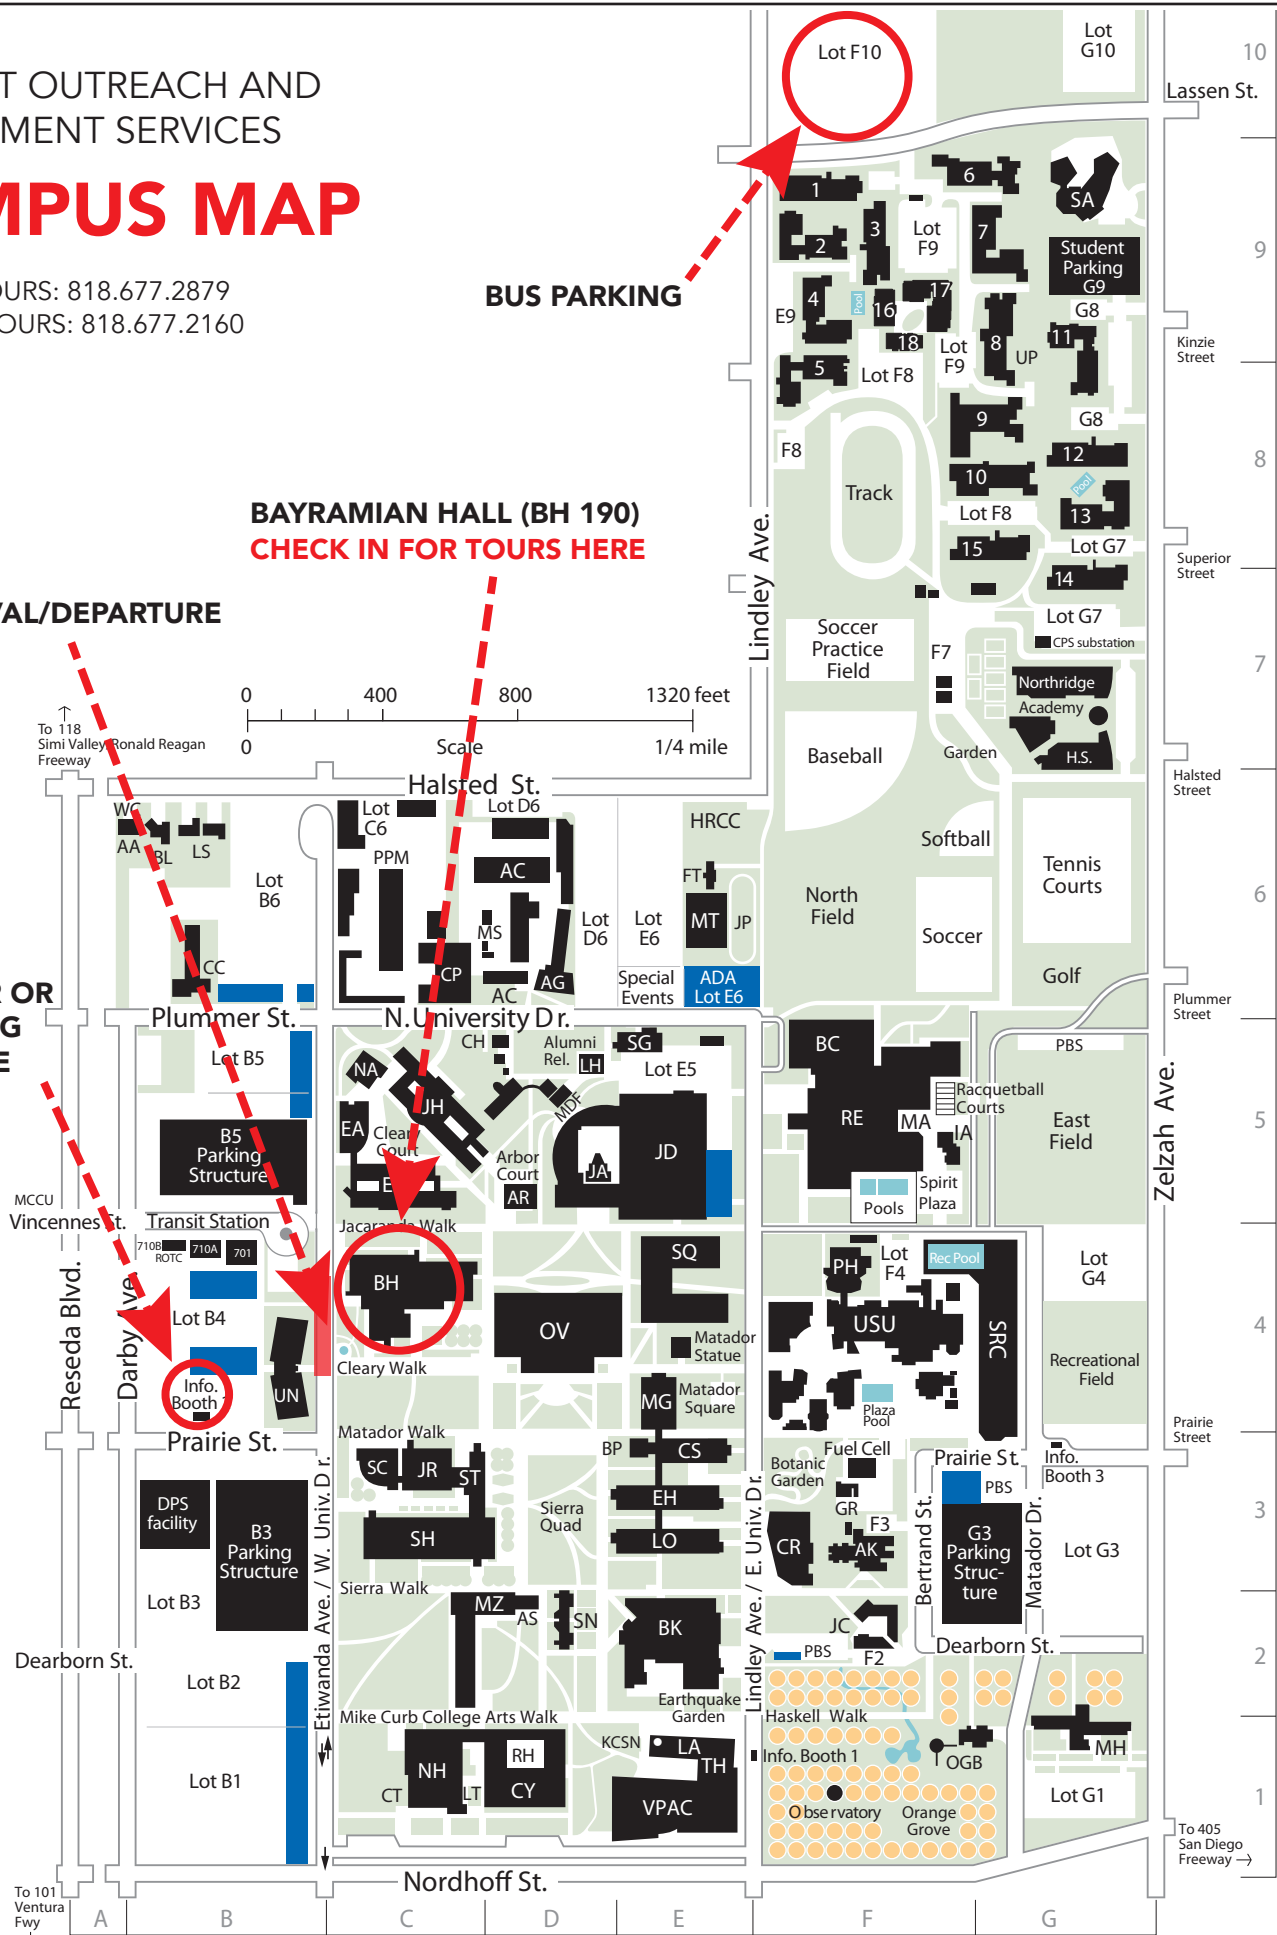 T OUTREACH AND
MENT SERVICES
MPUS MAP
OURS: 818.677.2879
OURS: 818.677.2160
BUS PARKING
BAYRAMIAN HALL (BH 190)
CHECK IN FOR TOURS HERE
VAL/DEPARTURE
R OR
G
E
0 400 800 1320 feet
0 Scale 1/4 mile
To 118
Simi Valley/Ronald Reagan
Freeway
Lot F10
Lot
G10
10
Lassen St.
1
6
SA
2
3
Lot
F9
7
Student
Parking
G9
9
E9
4
Pool
16
17
G8
18
8
11
UP
Kinzie
Street
Lot
F9
5
Lot F8
9
G8
F8
12
8
Track
10
Pool
13
Lot F8
15
Lot G7
Superior
Street
14
Lindley Ave.
Lot G7
Soccer
Practice
Field
F7
CPS substation
7
Northridge
Academy
H.S.
Baseball
Garden
Halsted
Street
Halsted St.
WC
AA
BL
LS
Lot
C6
Lot D6
HRCC
Softball
PPM
AC
FT
Tennis
Courts
Lot
B6
MS
Lot
D6
Lot
E6
MT
JP
North
Field
6
Soccer
CC
CP
AG
AC
Special
Events
ADA
Lot E6
Golf
Plummer St.
N.University Dr.
Plummer
Street
Lot B5
CH
Alumni
Rel.
SG
BC
PBS
NA
LH
Lot E5
JH
MDF
Racquetball
Courts
EA
Cleary
Court
RE
MA
IA
East
Field
5
B5
Parking
Structure
JD
JA
Arbor
Court
AR
E
Pools
Spirit
Plaza
Zelzah Ave.
MCCU
Vincennes St.
Transit Station
Jacaranda Walk
710B
ROTC
710A
701
BH
SQ
PH
Lot
F4
Rec Pool
Lot
G4
Reseda Blvd.
Darby Ave.
Lot B4
OV
USU
SRC
4
Matador
Statue
Cleary Walk
Recreational
Field
Info.
Booth 2
UN
MG
Matador
Square
Plaza
Pool
Prairie St.
Matador Walk
Prairie
Street
BP
CS
Fuel Cell
Prairie St.
Info.
Booth 3
SC
JR
ST
Botanic
Garden
PBS
DPS
facility
EH
GR
Sierra
Quad
B3
Parking
Structure
SH
LO
CR
F3
AK
Bertrand St.
G3
Parking
Struc-
ture
Matador Dr.
Lot G3
3
Etiwanda Ave. / W. Univ. Dr.
Lindley Ave. / E. Univ. Dr.
Sierra Walk
Lot B3
MZ
AS
SN
BK
JC
Dearborn St.
PBS
F2
Dearborn St.
2
Lot B2
Earthquake
Garden
Mike Curb College Arts Walk
Haskell Walk
KCSN
LA
TH
Info. Booth 1
OGB
MH
Lot B1
NH
RH
CT
LT
CY
VPAC
Observatory
Orange
Grove
Lot G1
1
To 405
San Diego
Freeway
Nordhoff St.
To 101
Ventura
Fwy
A B C D E F G